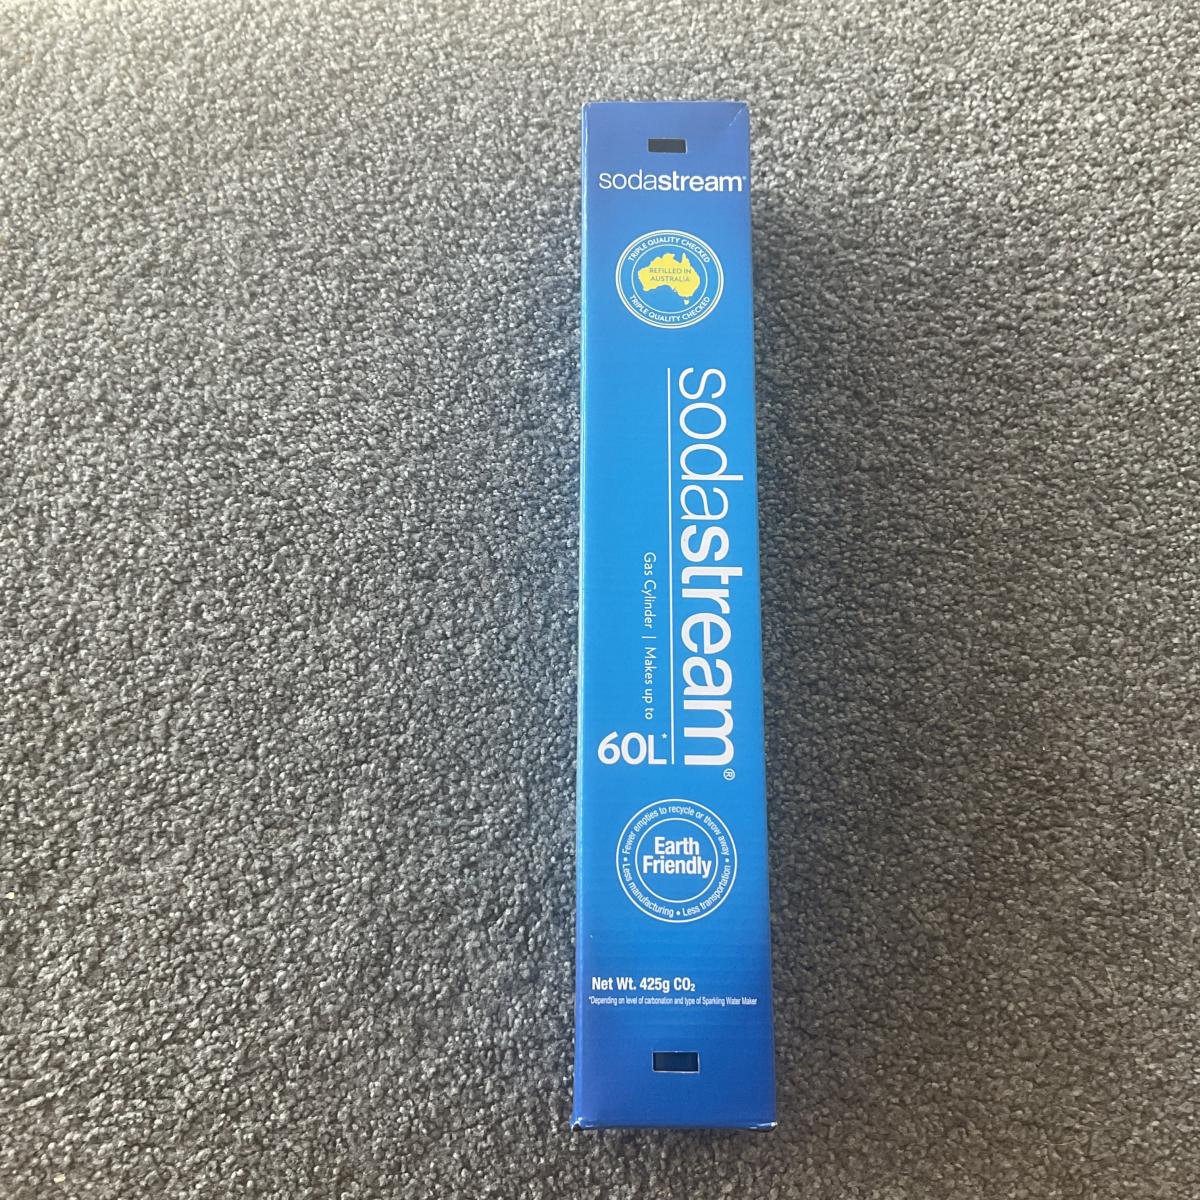 sodastream
TRIPLE QUALITY CHECKED
REFILLED IN
AUSTRALIA
TRIPLE QUALITY CHECKED
sodastream®
Gas Cylinder | Makes up to
60L*
Fewer empties to recycle or throw away • Less transportation • Less manufacturing •
Earth
Friendly
Net Wt. 425g CO₂
*Depending on level of carbonation and type of Sparkling Water Maker